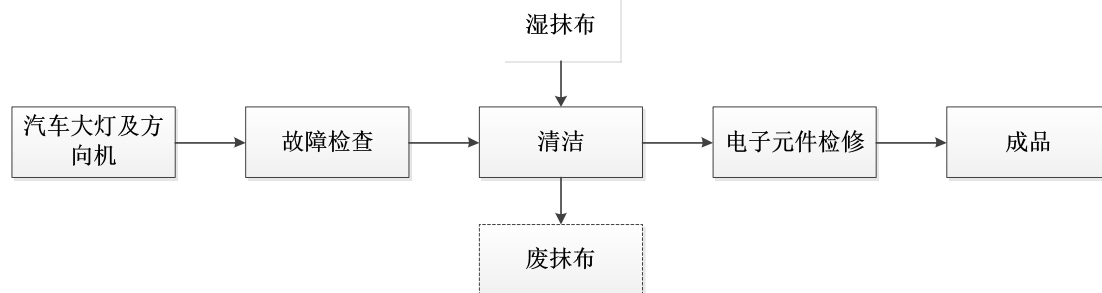 湿抹布
汽车大灯及方
向机
故障检查
清洁
电子元件检修
成品
废抹布